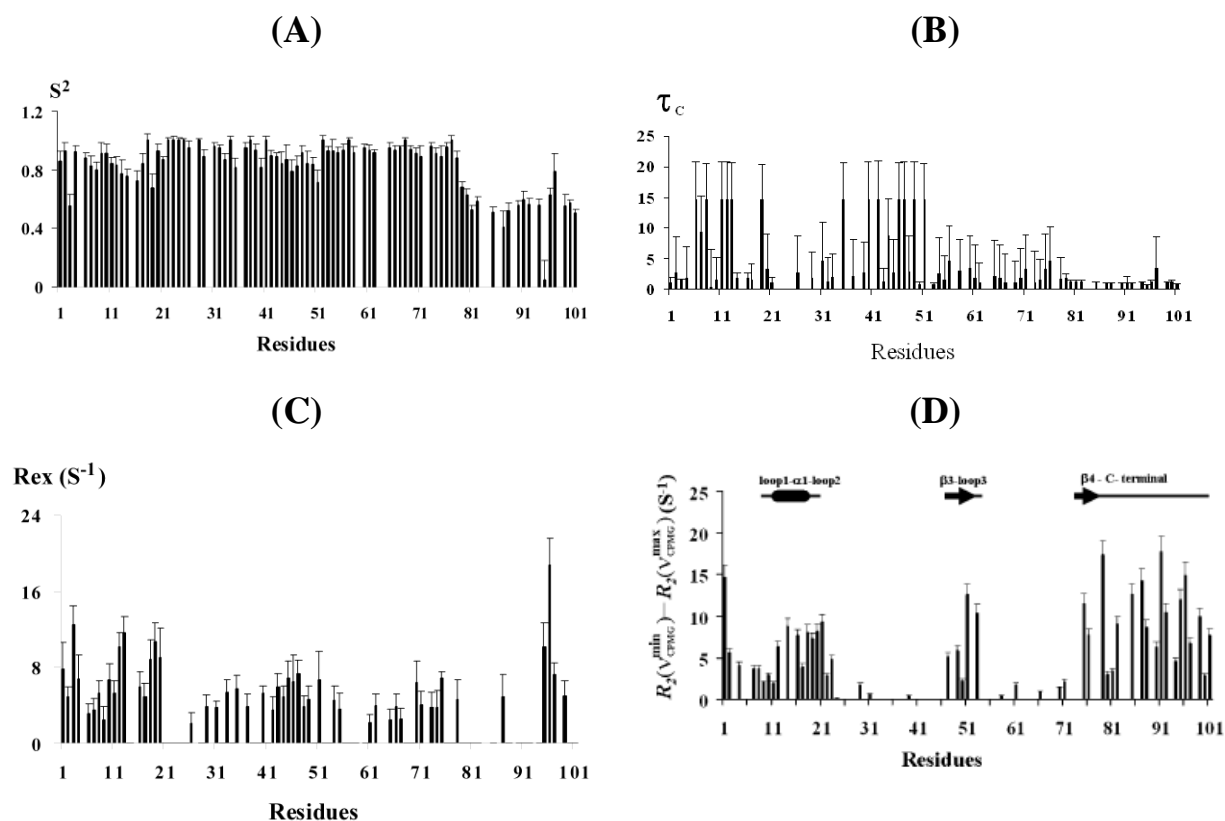 (A)
(B)
S²
1.2
0.8
0.4
0
1 11 21 31 41 51 61 71 81 91 101
Residues
τ C
25
20
15
10
5
0
1 11 21 31 41 51 61 71 81 91 101
Residues
(C)
(D)
Rex (S⁻¹)
24
16
8
0
1 11 21 31 41 51 61 71 81 91 101
Residues
R₂(ν CPMG min) – R₂(ν CPMG max) (S⁻¹)
loop1-α1-loop2
β3-loop3
β4 - C- terminal
25
20
15
10
5
0
1 11 21 31 41 51 61 71 81 91 101
Residues